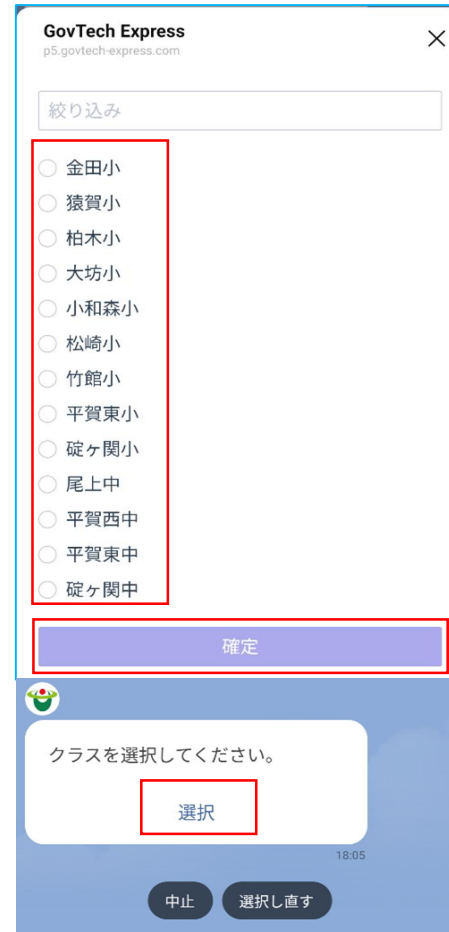 GovTech Express
p5.govtech-express.com
絞り込み
金田小
猿賀小
柏木小
大坊小
小和森小
松崎小
竹館小
平賀東小
碇ヶ関小
尾上中
平賀西中
平賀東中
碇ヶ関中
確定
クラスを選択してください。
選択
18:05
中止 選択し直す